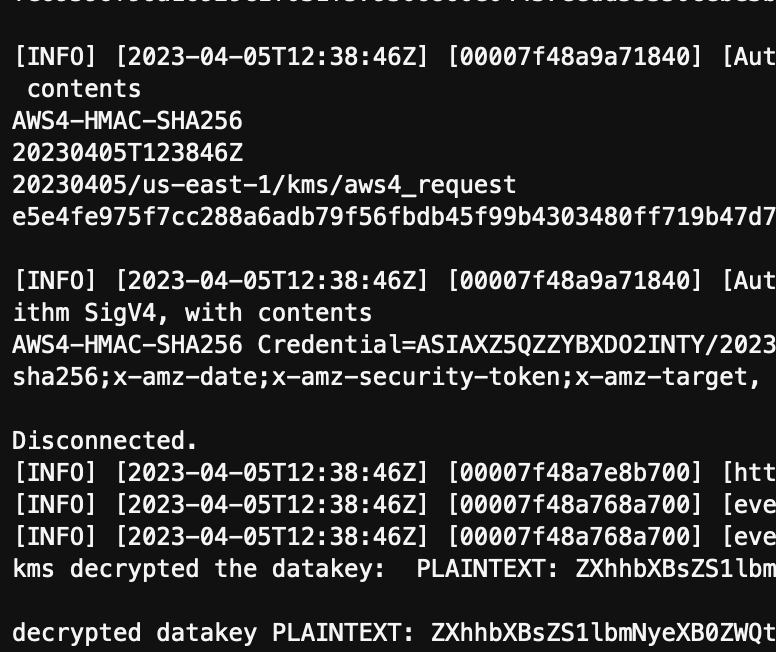 [INFO] [2023-04-05T12:38:46Z] [00007f48a9a71840] [Aut
contents
AWS4-HMAC-SHA256
20230405T123846Z
20230405/us-east-1/kms/aws4_request
e5e4fe975f7cc288a6adb79f56fbdb45f99b4303480ff719b47d7
[INFO] [2023-04-05T12:38:46Z] [00007f48a9a71840] [Aut
ithm SigV4, with contents
AWS4-HMAC-SHA256 Credential=ASIAXZ5QZZYBXDO2INTY/2023
sha256;x-amz-date;x-amz-security-token;x-amz-target,
Disconnected.
[INFO] [2023-04-05T12:38:46Z] [00007f48a7e8b700] [htt
[INFO] [2023-04-05T12:38:46Z] [00007f48a768a700] [eve
[INFO] [2023-04-05T12:38:46Z] [00007f48a768a700] [eve
kms decrypted the datakey:  PLAINTEXT: ZXhhbXBsZS1lbm
decrypted datakey PLAINTEXT: ZXhhbXBsZS1lbmNyeXB0ZWQt